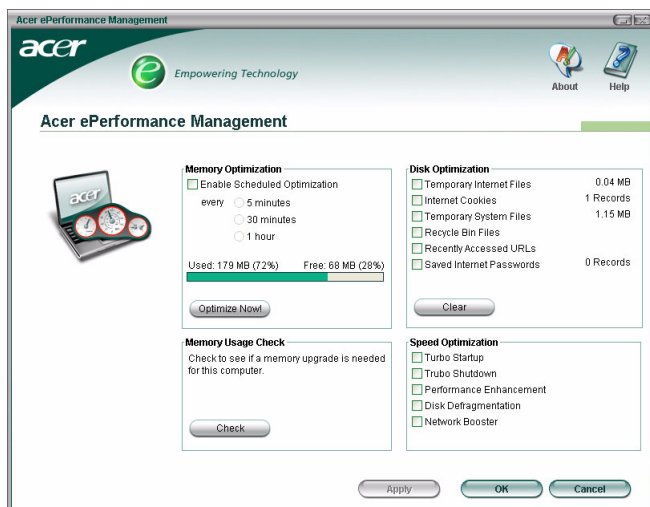 Acer ePerformance Management
acer
Empowering Technology
About
Help
Acer ePerformance Management
acer
Memory Optimization
Enable Scheduled Optimization
every
5 minutes
30 minutes
1 hour
Used: 179 MB (72%) Free: 68 MB (28%)
Optimize Now!
Disk Optimization
Temporary Internet Files 0.04 MB
Internet Cookies 1 Records
Temporary System Files 1.15 MB
Recycle Bin Files
Recently Accessed URLs
Saved Internet Passwords 0 Records
Clear
Memory Usage Check
Check to see if a memory upgrade is needed
for this computer.
Check
Speed Optimization
Turbo Startup
Trubo Shutdown
Performance Enhancement
Disk Defragmentation
Network Booster
Apply
OK
Cancel